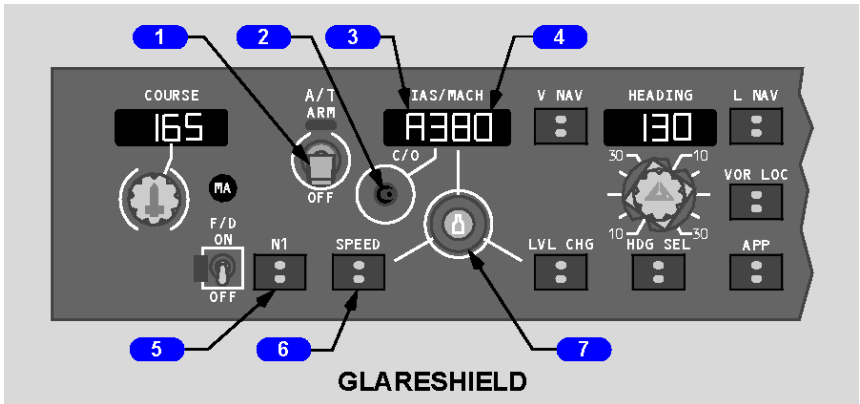 1 2 3 4
COURSE A/T IAS/MACH V NAV HEADING L NAV
ARM
165 A380 130
C/O 30 10
MA OFF VOR LOC
F/D
ON N1 SPEED 10 30
LVL CHG HDG SEL APP
OFF
5 6 7
GLARESHIELD